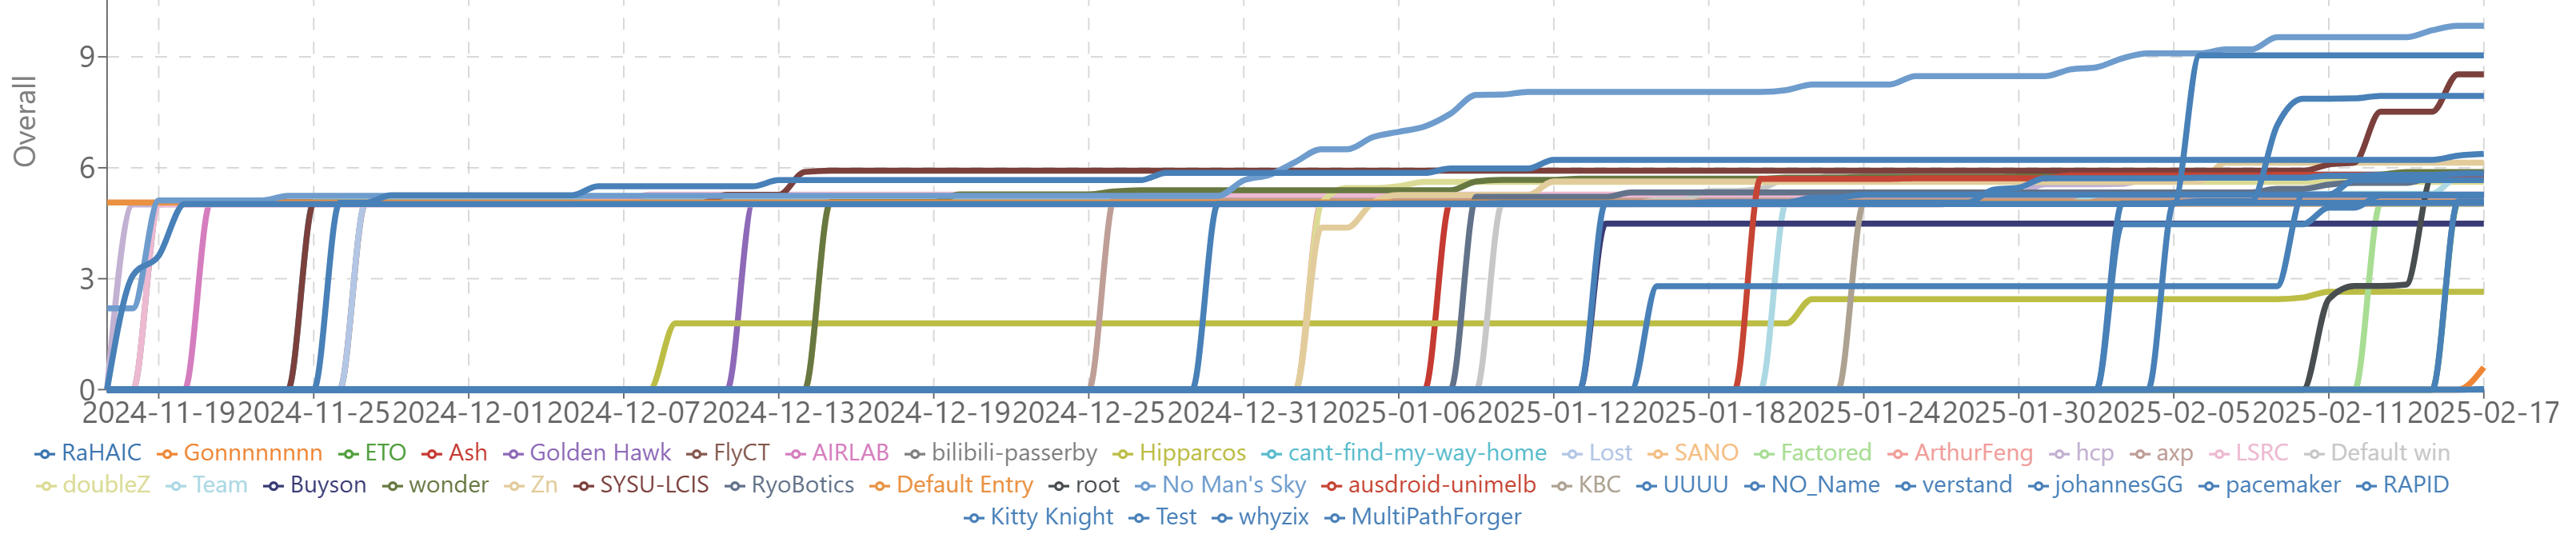 9
Overall
6
3
0
2024-11-19 2024-11-25 2024-12-01 2024-12-07 2024-12-13 2024-12-19 2024-12-25 2024-12-31 2025-01-06 2025-01-12 2025-01-18 2025-01-24 2025-01-30 2025-02-05 2025-02-11 2025-02-17
RaHAIC Gonnnnnnnn ETO Ash Golden Hawk FlyCT AIRLAB bilibili-passerby Hipparcos cant-find-my-way-home Lost SANO Factored ArthurFeng hcp axp LSRC Default win
doubleZ Team Buyson wonder Zn SYSU-LCIS RyoBotics Default Entry root No Man's Sky ausdroid-unimelb KBC UUUU NO_Name verstand johannesGG pacemaker RAPID
Kitty Knight Test whyzix MultiPathForger